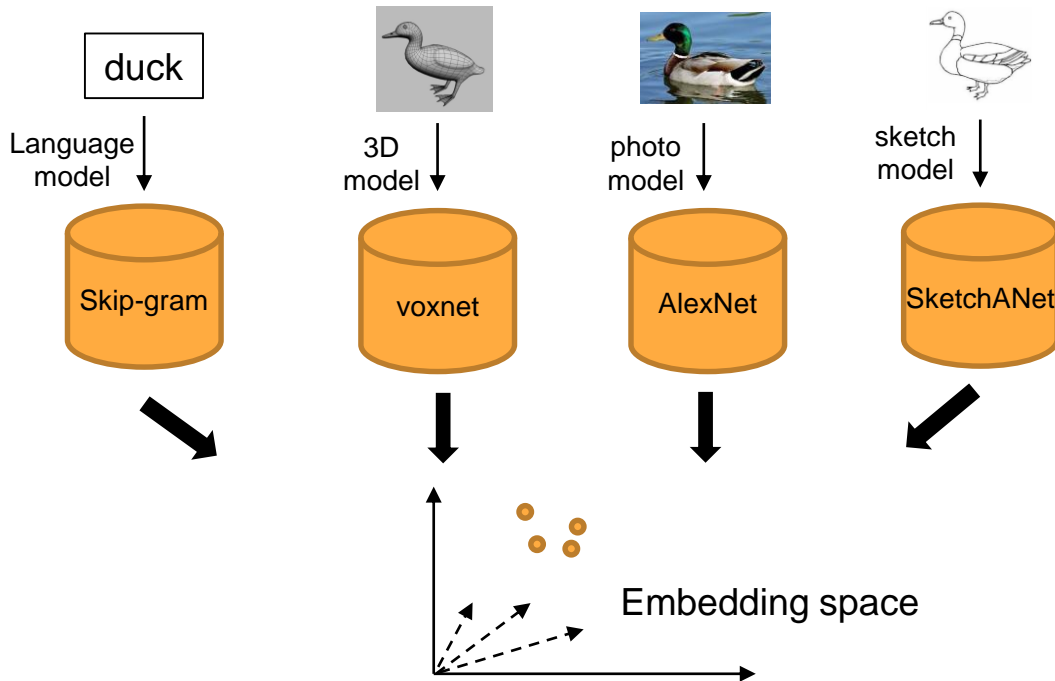 duck
Language
model
3D
model
photo
model
sketch
model
Skip-gram
voxnet
AlexNet
SketchANet
Embedding space